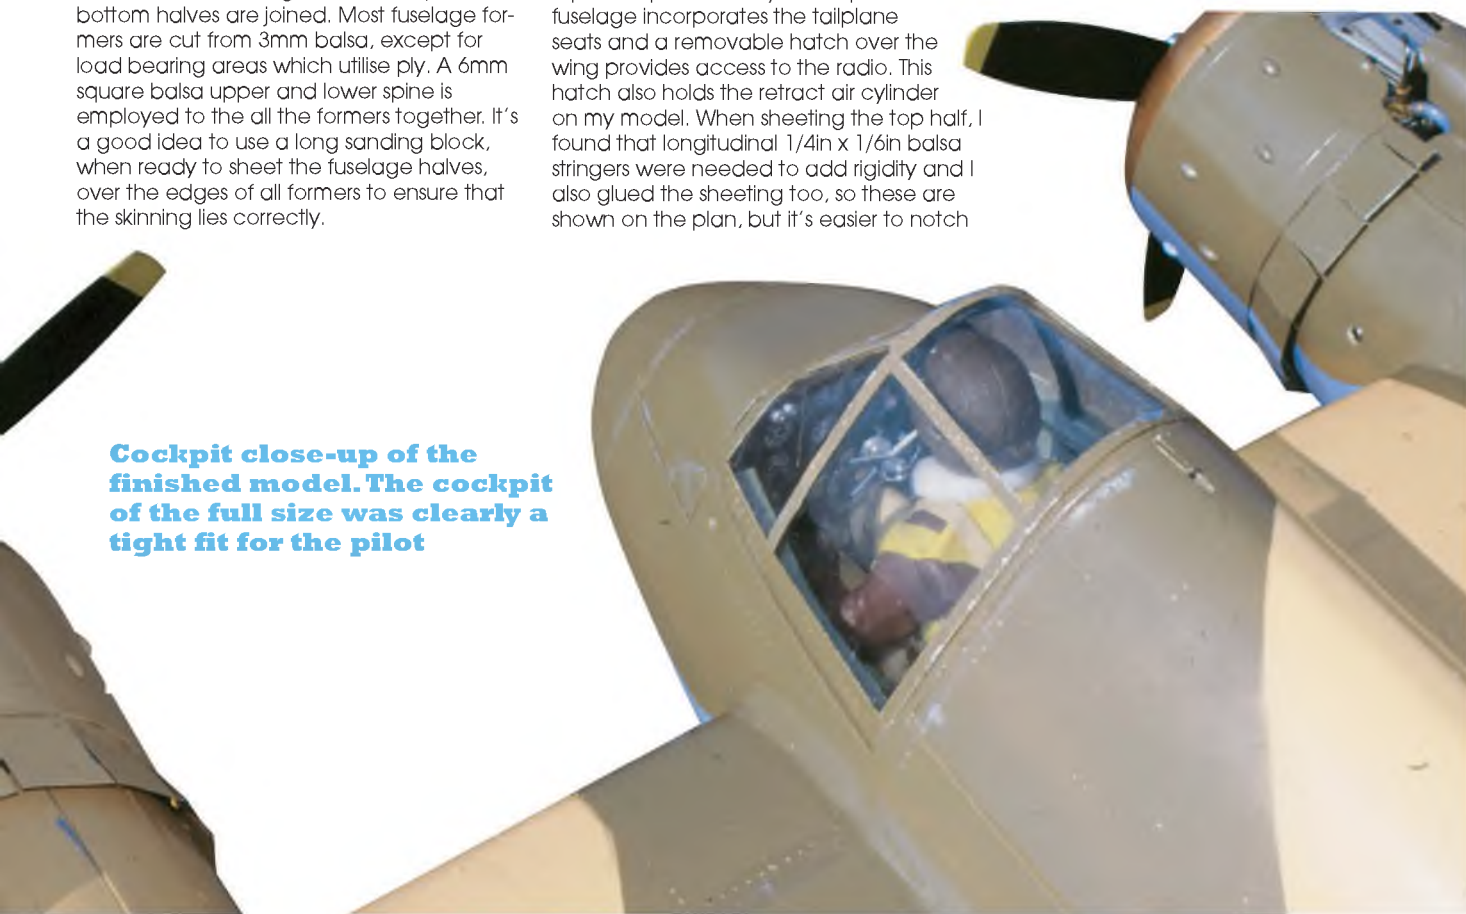 bottom halves are joined. Most fuselage for-
mers are cut from 3mm balsa, except for
load bearing areas which utilise ply. A 6mm
square balsa upper and lower spine is
employed to the all the formers together. It's
a good idea to use a long sanding block,
when ready to sheet the fuselage halves,
over the edges of all formers to ensure that
the skinning lies correctly.
fuselage incorporates the tailplane
seats and a removable hatch over the
wing provides access to the radio. This
hatch also holds the retract air cylinder
on my model. When sheeting the top half, I
found that longitudinal 1/4in x 1/6in balsa
stringers were needed to add rigidity and I
also glued the sheeting too, so these are
shown on the plan, but it's easier to notch
Cockpit close-up of the
finished model. The cockpit
of the full size was clearly a
tight fit for the pilot